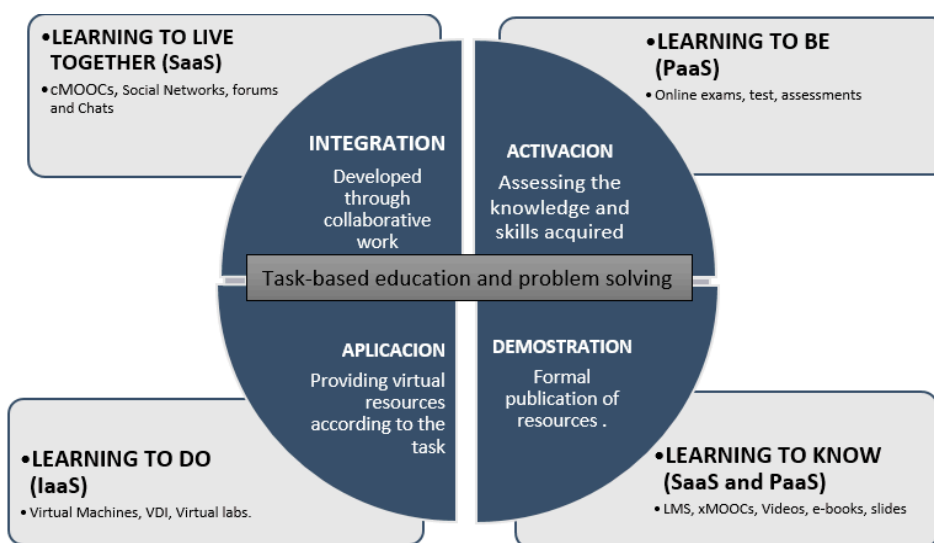 •LEARNING TO LIVE
TOGETHER (SaaS)
•cMOOCs, Social Networks, forums
and Chats
•LEARNING TO BE
(PaaS)
•Online exams, test, assessments
INTEGRATION
Developed
through
collaborative
work
ACTIVACION
Assessing the
knowledge and
skills acquired
Task-based education and problem solving
APLICACION
Providing virtual
resources
according to the
task
DEMOSTRATION
Formal
publication of
resources .
•LEARNING TO DO
(IaaS)
•Virtual Machines, VDI, Virtual labs.
•LEARNING TO KNOW
(SaaS and PaaS)
•LMS, xMOOCs, Videos, e-books, slides